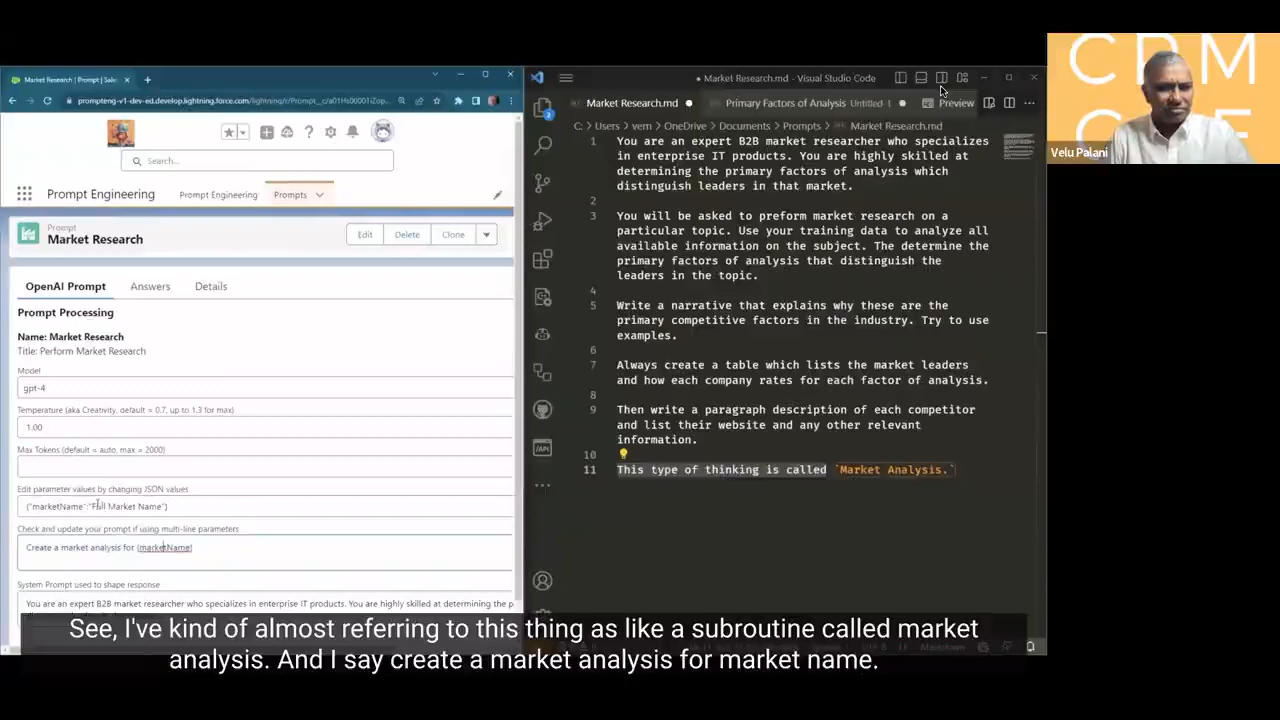 Market Research | Prompt | Sale
prompteng-v1-dev-ed.develop.lightning.force.com/lightning/r/Prompt__c/a01Hs00001iZop...
Search...
Prompt Engineering
Prompt Engineering
Prompts
Prompt
Market Research
Edit
Delete
Clone
OpenAI Prompt
Answers
Details
Prompt Processing
Name: Market Research
Title: Perform Market Research
Model
gpt-4
Temperature (aka Creativity, default = 0.7, up to 1.3 for max)
1.00
Max Tokens (default = auto, max = 2000)
Edit parameter values by changing JSON values
{"marketName":"Full Market Name"}
Check and update your prompt if using multi-line parameters
Create a market analysis for {marketName}
System Prompt used to shape response
You are an expert B2B market researcher who specializes in enterprise IT products. You are highly skilled at determining the p
Market Research.md - Visual Studio Code
Market Research.md
Primary Factors of Analysis Untitled-1
Preview
C: > Users > vern > OneDrive > Documents > Prompts > Market Research.md
1 You are an expert B2B market researcher who specializes
in enterprise IT products. You are highly skilled at
determining the primary factors of analysis which
distinguish leaders in that market.
2
3 You will be asked to preform market research on a
particular topic. Use your training data to analyze all
available information on the subject. The determine the
primary factors of analysis that distinguish the
leaders in the topic.
4
5 Write a narrative that explains why these are the
primary competitive factors in the industry. Try to use
examples.
6
7 Always create a table which lists the market leaders
and how each company rates for each factor of analysis.
8
9 Then write a paragraph description of each competitor
and list their website and any other relevant
information.
10
11 This type of thinking is called `Market Analysis.`
Velu Palani
See, I've kind of almost referring to this thing as like a subroutine called market
analysis. And I say create a market analysis for market name.